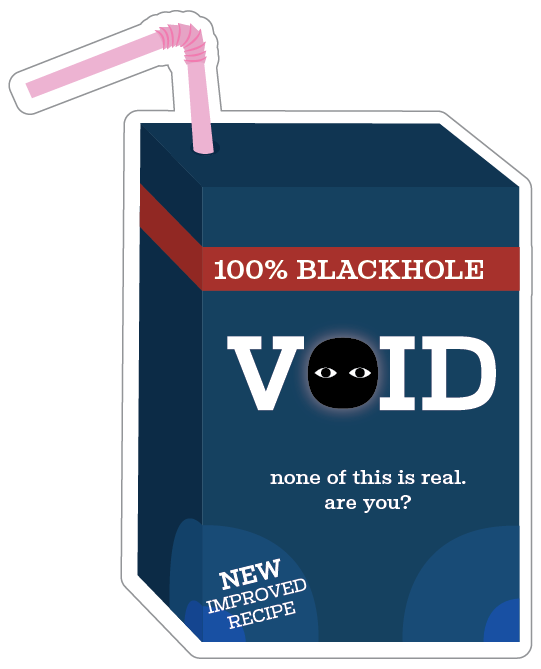 100% BLACKHOLE
VOID
none of this is real.
are you?
NEW
IMPROVED
RECIPE